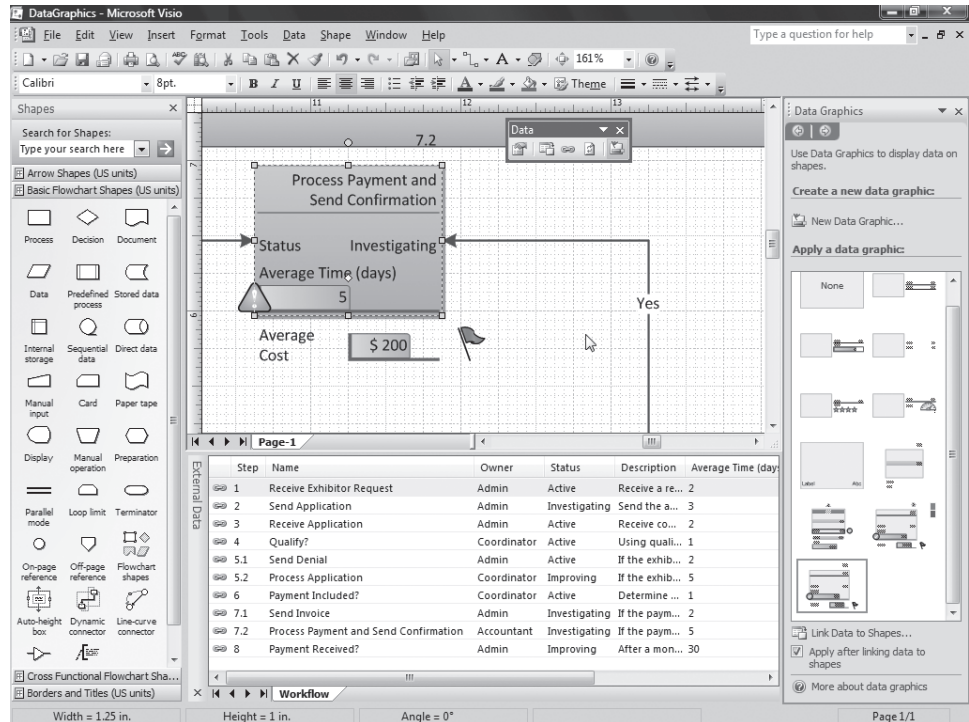 DataGraphics - Microsoft Visio
File Edit View Insert Format Tools Data Shape Window Help
Type a question for help
161%
Calibri 8pt. B I U A Theme
Shapes
Search for Shapes:
Type your search here
Arrow Shapes (US units)
Basic Flowchart Shapes (US units)
Process Decision Document
Data Predefined process Stored data
Internal storage Sequential data Direct data
Manual input Card Paper tape
Display Manual operation Preparation
Parallel mode Loop limit Terminator
On-page reference Off-page reference Flowchart shapes
Auto-height box Dynamic connector Line-curve connector
Cross Functional Flowchart Sha...
Borders and Titles (US units)
11 12 13
7.2
Data
Process Payment and
Send Confirmation
Status Investigating
Average Time (days)
5
Average
Cost
$ 200
Yes
Page-1
External Data
Step Name Owner Status Description Average Time (day
1 Receive Exhibitor Request Admin Active Receive a re... 2
2 Send Application Admin Investigating Send the a... 3
3 Receive Application Admin Active Receive co... 2
4 Qualify? Coordinator Active Using quali... 1
5.1 Send Denial Admin Active If the exhib... 2
5.2 Process Application Coordinator Improving If the exhib... 5
6 Payment Included? Coordinator Active Determine ... 1
7.1 Send Invoice Admin Investigating If the paym... 2
7.2 Process Payment and Send Confirmation Accountant Investigating If the paym... 5
8 Payment Received? Admin Improving After a mon... 30
Workflow
Data Graphics
Use Data Graphics to display data on
shapes.
Create a new data graphic:
New Data Graphic...
Apply a data graphic:
None
Label Abc
Link Data to Shapes...
Apply after linking data to
shapes
More about data graphics
Width = 1.25 in. Height = 1 in. Angle = 0° Page 1/1